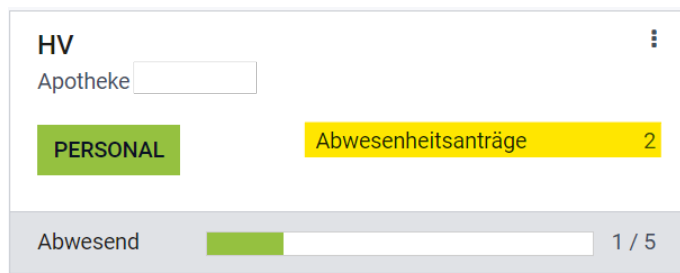 HV
Apotheke
PERSONAL
Abwesenheitsanträge 2
Abwesend 1 / 5